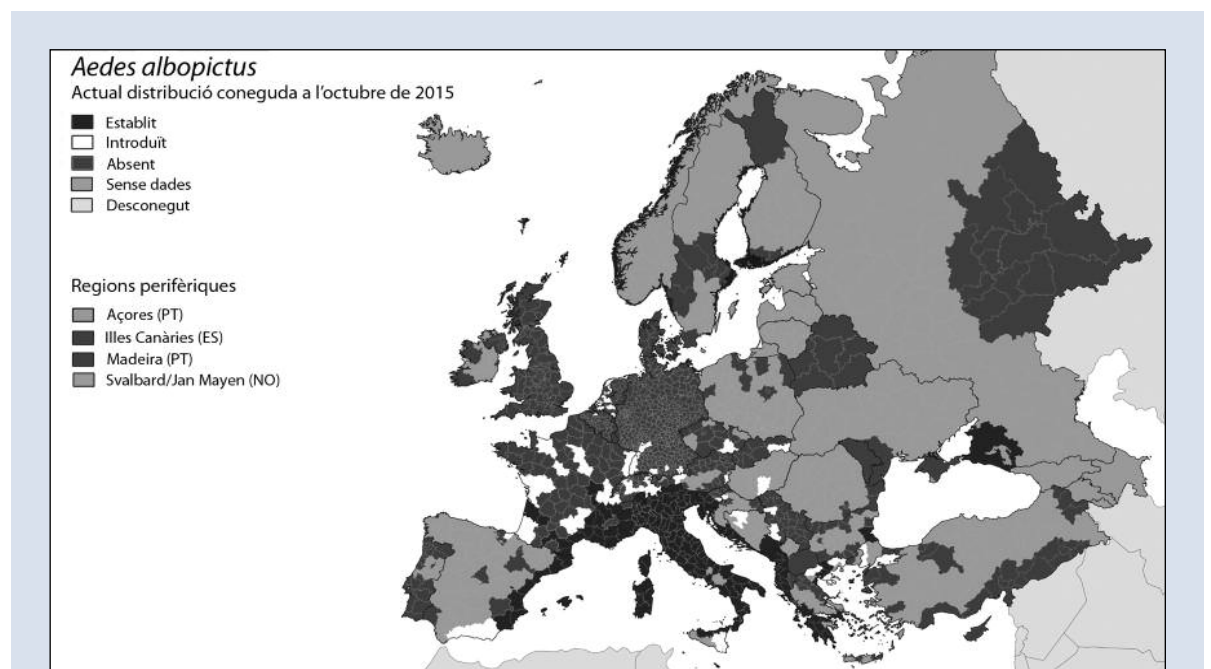 Aedes albopictus
Actual distribució coneguda a l'octubre de 2015
Establit
Introduït
Absent
Sense dades
Desconegut
Regions perifèriques
Açores (PT)
Illes Canàries (ES)
Madeira (PT)
Svalbard/Jan Mayen (NO)